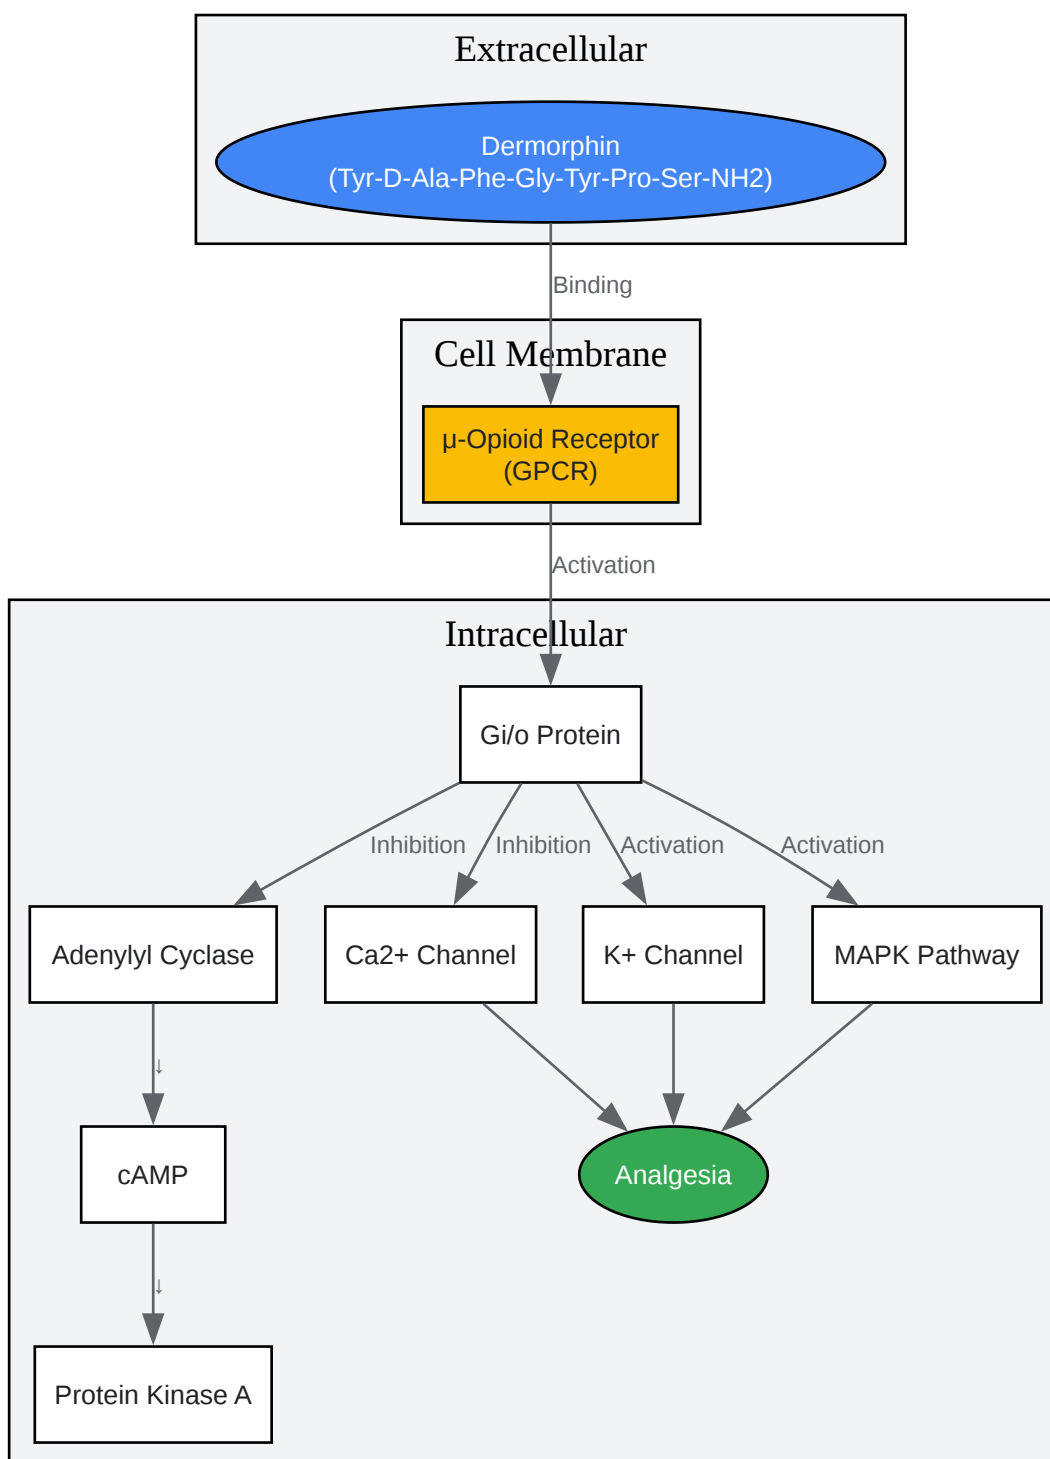 Extracellular
Dermorphin
(Tyr-D-Ala-Phe-Gly-Tyr-Pro-Ser-NH2)
Binding
Cell Membrane
μ-Opioid Receptor
(GPCR)
Activation
Intracellular
Gi/o Protein
Inhibition
Inhibition
Activation
Activation
Adenylyl Cyclase
Ca2+ Channel
K+ Channel
MAPK Pathway
↓
cAMP
Analgesia
↓
Protein Kinase A